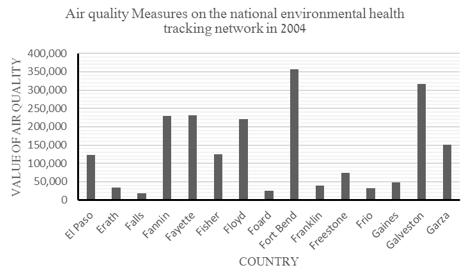 Air quality Measures on the national environmental health
tracking network in 2004
VALUE OF AIR QUALITY
400,000
350,000
300,000
250,000
200,000
150,000
100,000
50,000
0
El Paso
Erath
Falls
Fannin
Fayette
Fisher
Floyd
Foard
Fort Bend
Franklin
Freestone
Frio
Gaines
Galveston
Garza
COUNTRY